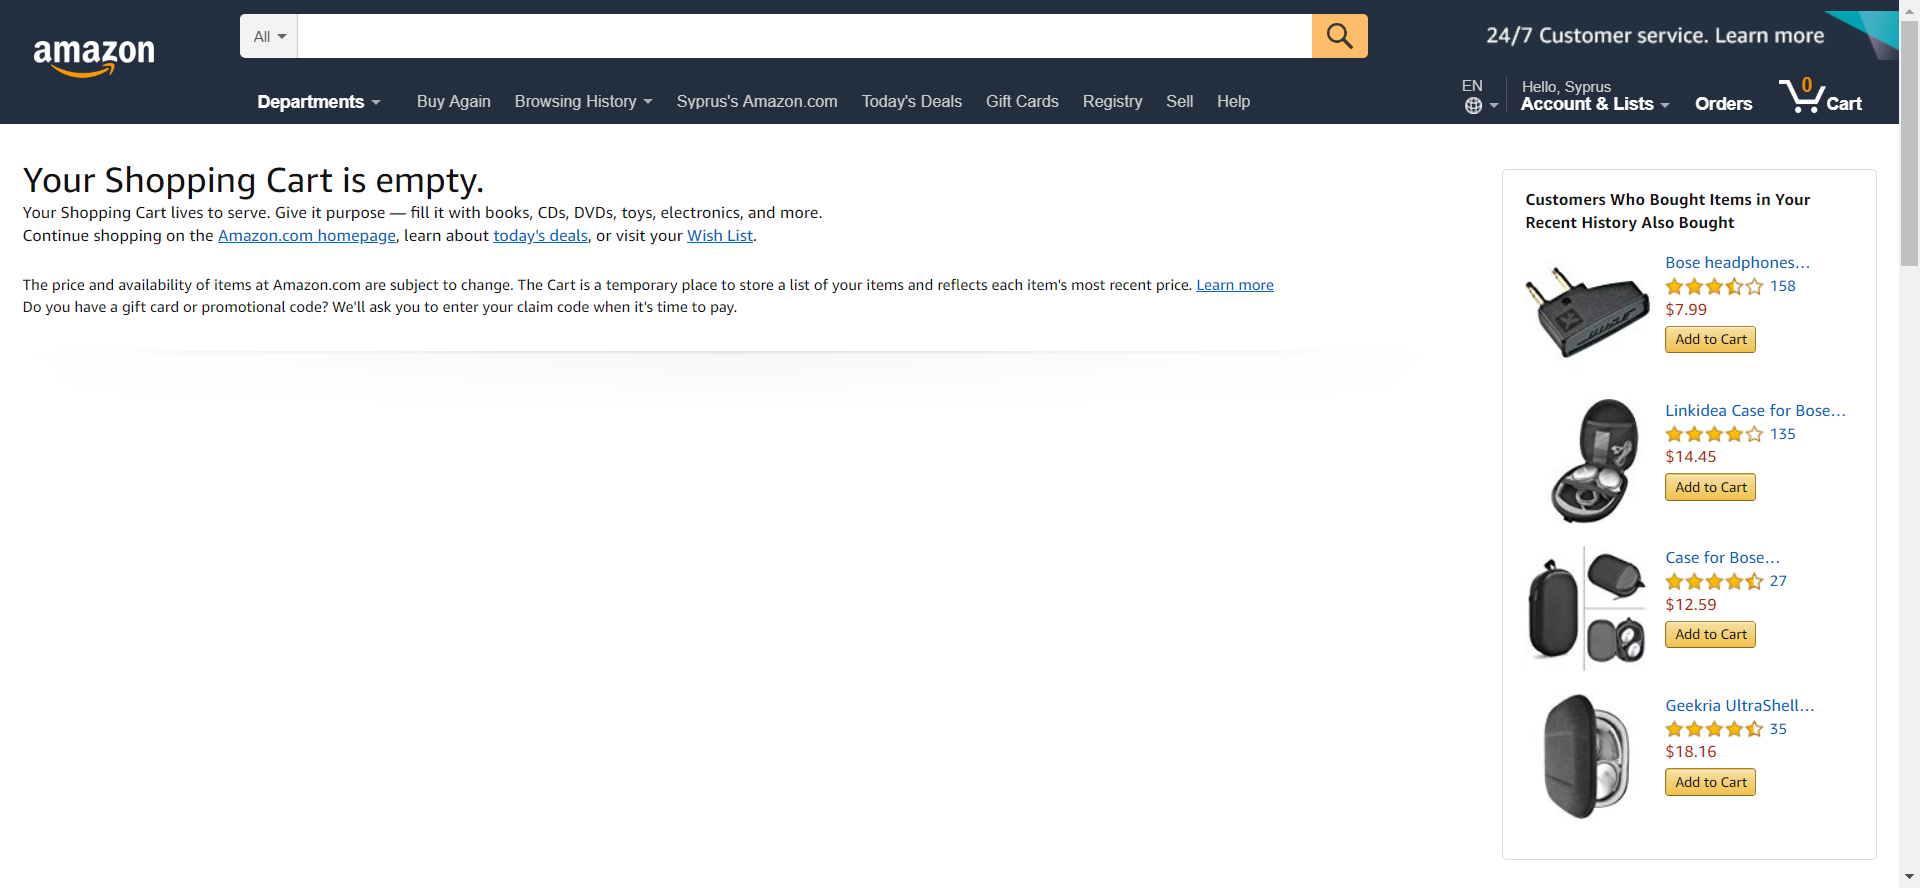 amazon
All
24/7 Customer service. Learn more
Departments
Buy Again
Browsing History
Syprus's Amazon.com
Today's Deals
Gift Cards
Registry
Sell
Help
EN
Hello, Syprus
Account & Lists
Orders
0
Cart
Your Shopping Cart is empty.
Your Shopping Cart lives to serve. Give it purpose — fill it with books, CDs, DVDs, toys, electronics, and more.
Continue shopping on the Amazon.com homepage, learn about today's deals, or visit your Wish List.
The price and availability of items at Amazon.com are subject to change. The Cart is a temporary place to store a list of your items and reflects each item's most recent price. Learn more
Do you have a gift card or promotional code? We'll ask you to enter your claim code when it's time to pay.
Customers Who Bought Items in Your
Recent History Also Bought
Bose headphones…
158
$7.99
Add to Cart
Linkidea Case for Bose…
135
$14.45
Add to Cart
Case for Bose…
27
$12.59
Add to Cart
Geekria UltraShell…
35
$18.16
Add to Cart